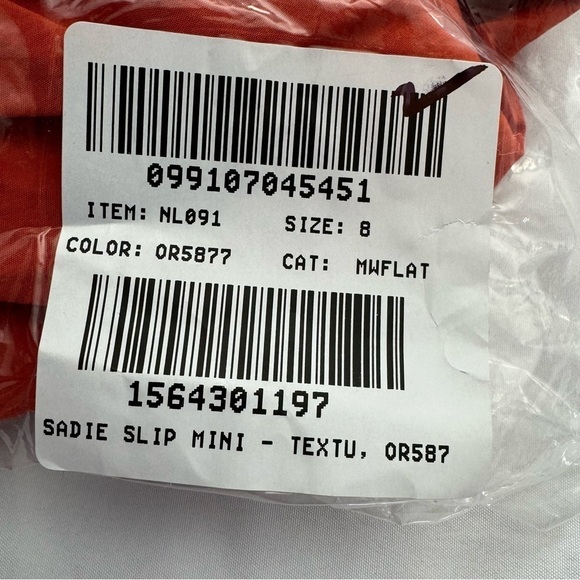 099107045451
ITEM: NL091 SIZE: 8
COLOR: OR5877 CAT: MWFLAT
1564301197
SADIE SLIP MINI - TEXTU, OR587